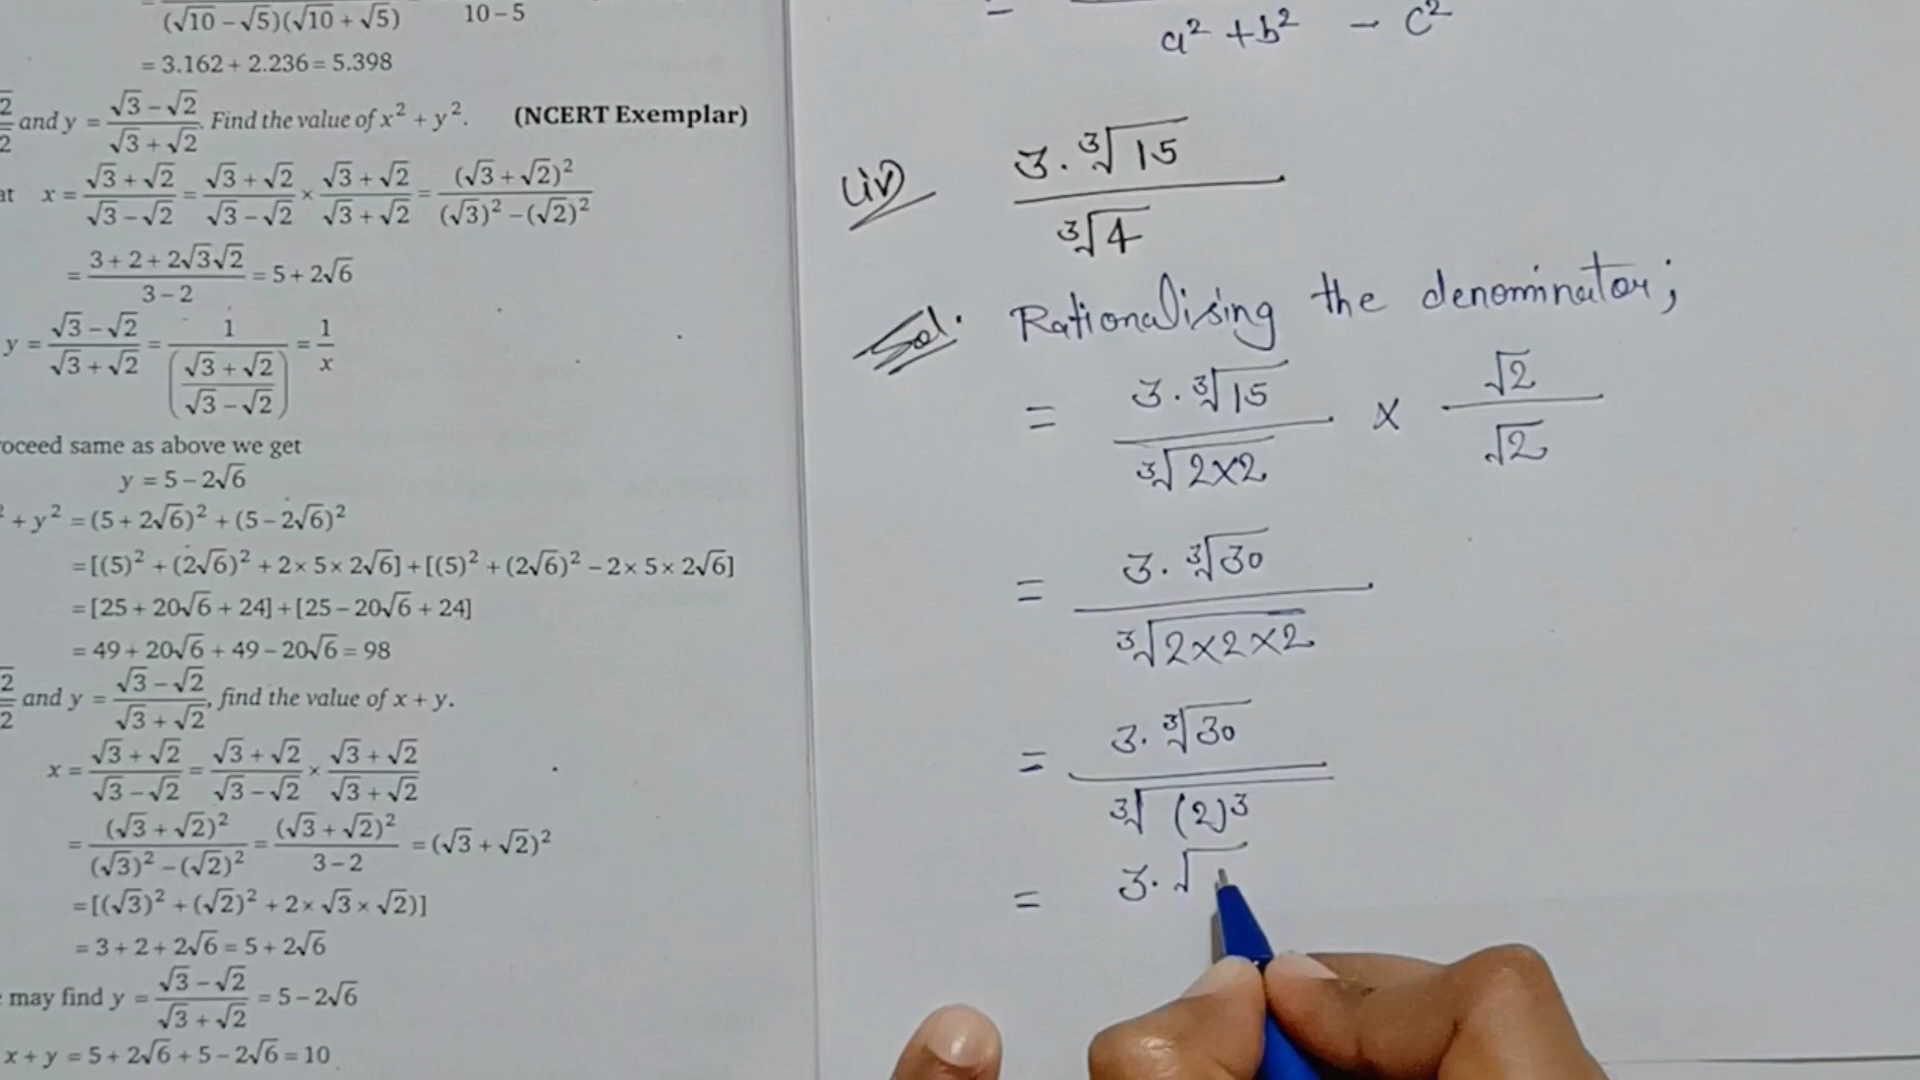 = (√10 − √5)(√10 + √5)   10 − 5
= 3.162 + 2.236 = 5.398
2/2 and y = (√3 − √2)/(√3 + √2). Find the value of x² + y². (NCERT Exemplar)
at x = (√3 + √2)/(√3 − √2) = (√3 + √2)/(√3 − √2) × (√3 + √2)/(√3 + √2) = (√3 + √2)²/((√3)² − (√2)²)
= (3 + 2 + 2√3√2)/(3 − 2) = 5 + 2√6
y = (√3 − √2)/(√3 + √2) = 1/((√3 + √2)/(√3 − √2)) = 1/x
oceed same as above we get
y = 5 − 2√6
² + y² = (5 + 2√6)² + (5 − 2√6)²
= [(5)² + (2√6)² + 2 × 5 × 2√6] + [(5)² + (2√6)² − 2 × 5 × 2√6]
= [25 + 20√6 + 24] + [25 − 20√6 + 24]
= 49 + 20√6 + 49 − 20√6 = 98
2/2 and y = (√3 − √2)/(√3 + √2), find the value of x + y.
x = (√3 + √2)/(√3 − √2) = (√3 + √2)/(√3 − √2) × (√3 + √2)/(√3 + √2)
= (√3 + √2)²/((√3)² − (√2)²) = (√3 + √2)²/(3 − 2) = (√3 + √2)²
= [(√3)² + (√2)² + 2 × √3 × √2)]
= 3 + 2 + 2√6 = 5 + 2√6
may find y = (√3 − √2)/(√3 + √2) = 5 − 2√6
x + y = 5 + 2√6 + 5 − 2√6 = 10
= a² + b² − c²
(iv) 3.∛15/∛4
Sol. Rationalising the denominator;
= 3.∛15/∛2×2 × √2/√2
= 3.∛30/∛2×2×2
= 3.∛30/∛(2)³
= 3.√